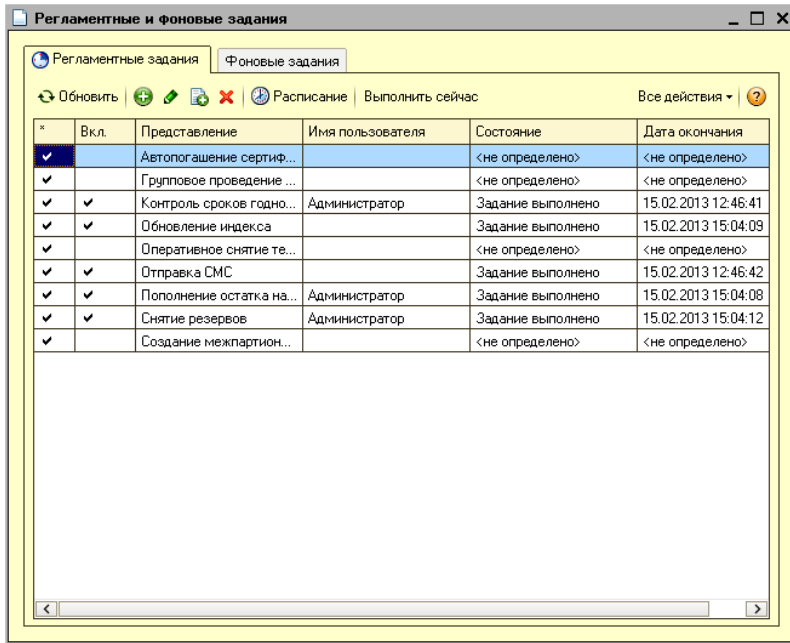 Регламентные и фоновые задания
Регламентные задания Фоновые задания
Обновить Расписание Выполнить сейчас Все действия
* Вкл. Представление Имя пользователя Состояние Дата окончания
Автопогашение сертиф... <не определено> <не определено>
Групповое проведение ... <не определено> <не определено>
Контроль сроков годно... Администратор Задание выполнено 15.02.2013 12:46:41
Обновление индекса Задание выполнено 15.02.2013 15:04:09
Оперативное снятие те... <не определено> <не определено>
Отправка СМС Задание выполнено 15.02.2013 12:46:42
Пополнение остатка на... Администратор Задание выполнено 15.02.2013 15:04:08
Снятие резервов Администратор Задание выполнено 15.02.2013 15:04:12
Создание межпартион... <не определено> <не определено>